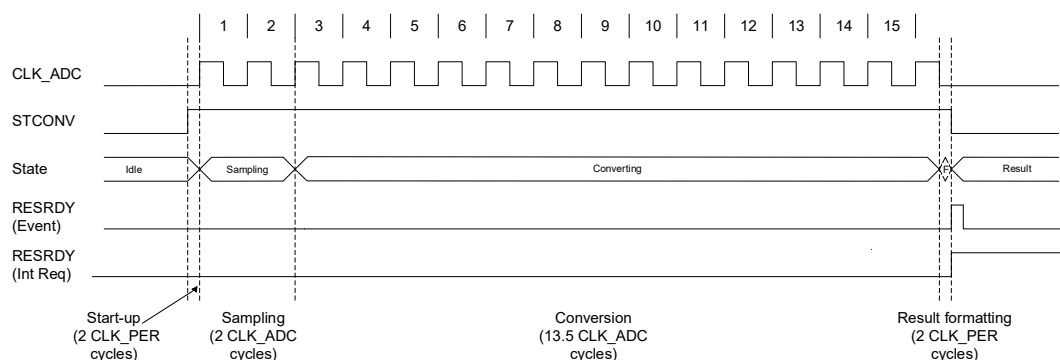 1 2 3 4 5 6 7 8 9 10 11 12 13 14 15
CLK_ADC
STCONV
State Idle Sampling Converting F Result
RESRDY
(Event)
RESRDY
(Int Req)
Start-up Sampling Conversion Result formatting
(2 CLK_PER (2 CLK_ADC (13.5 CLK_ADC (2 CLK_PER
cycles) cycles) cycles) cycles)